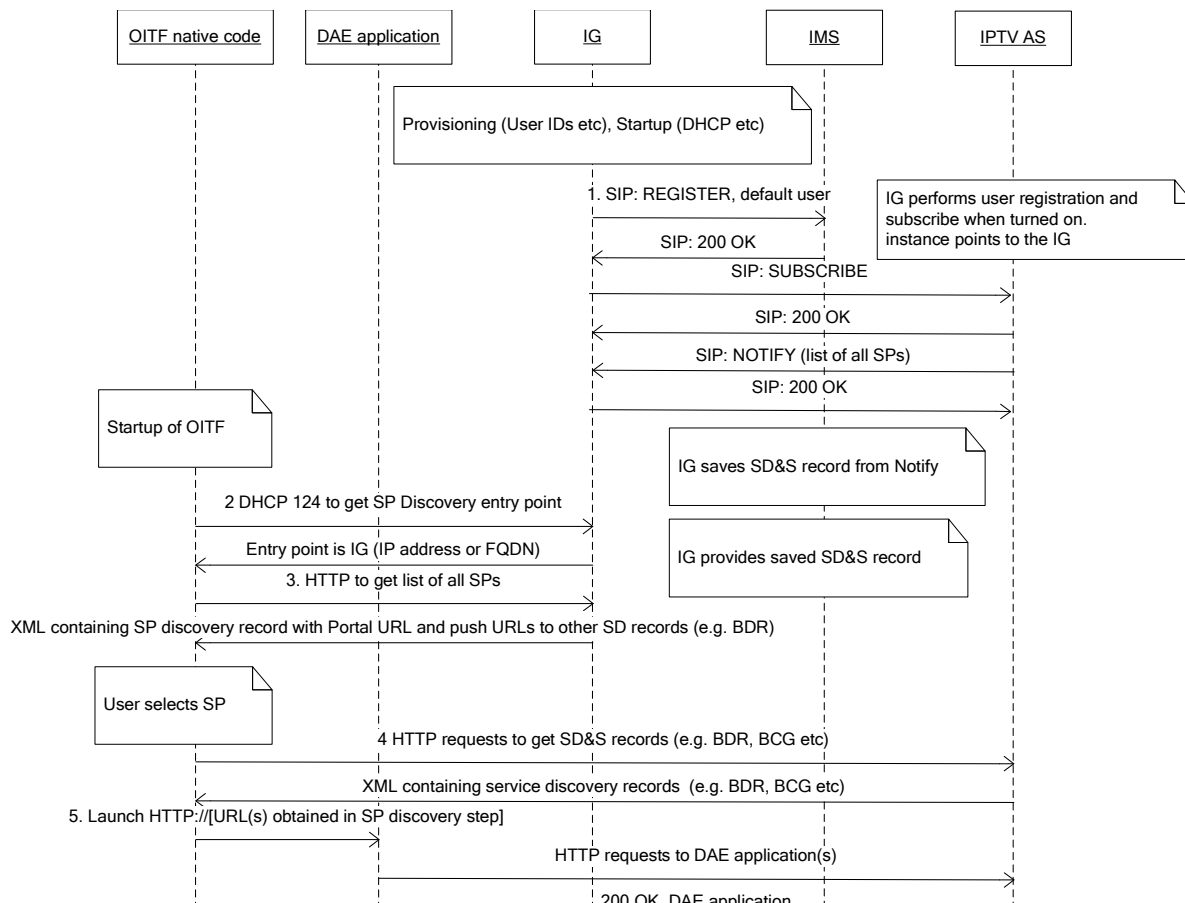 OITF native code
DAE application
IG
IMS
IPTV AS
Provisioning (User IDs etc), Startup (DHCP etc)
1. SIP: REGISTER, default user
IG performs user registration and
subscribe when turned on.
instance points to the IG
SIP: 200 OK
SIP: SUBSCRIBE
SIP: 200 OK
SIP: NOTIFY (list of all SPs)
SIP: 200 OK
Startup of OITF
IG saves SD&S record from Notify
2 DHCP 124 to get SP Discovery entry point
Entry point is IG (IP address or FQDN)
IG provides saved SD&S record
3. HTTP to get list of all SPs
XML containing SP discovery record with Portal URL and push URLs to other SD records (e.g. BDR)
User selects SP
4 HTTP requests to get SD&S records (e.g. BDR, BCG etc)
XML containing service discovery records  (e.g. BDR, BCG etc)
5. Launch HTTP://[URL(s) obtained in SP discovery step]
HTTP requests to DAE application(s)
200 OK, DAE application